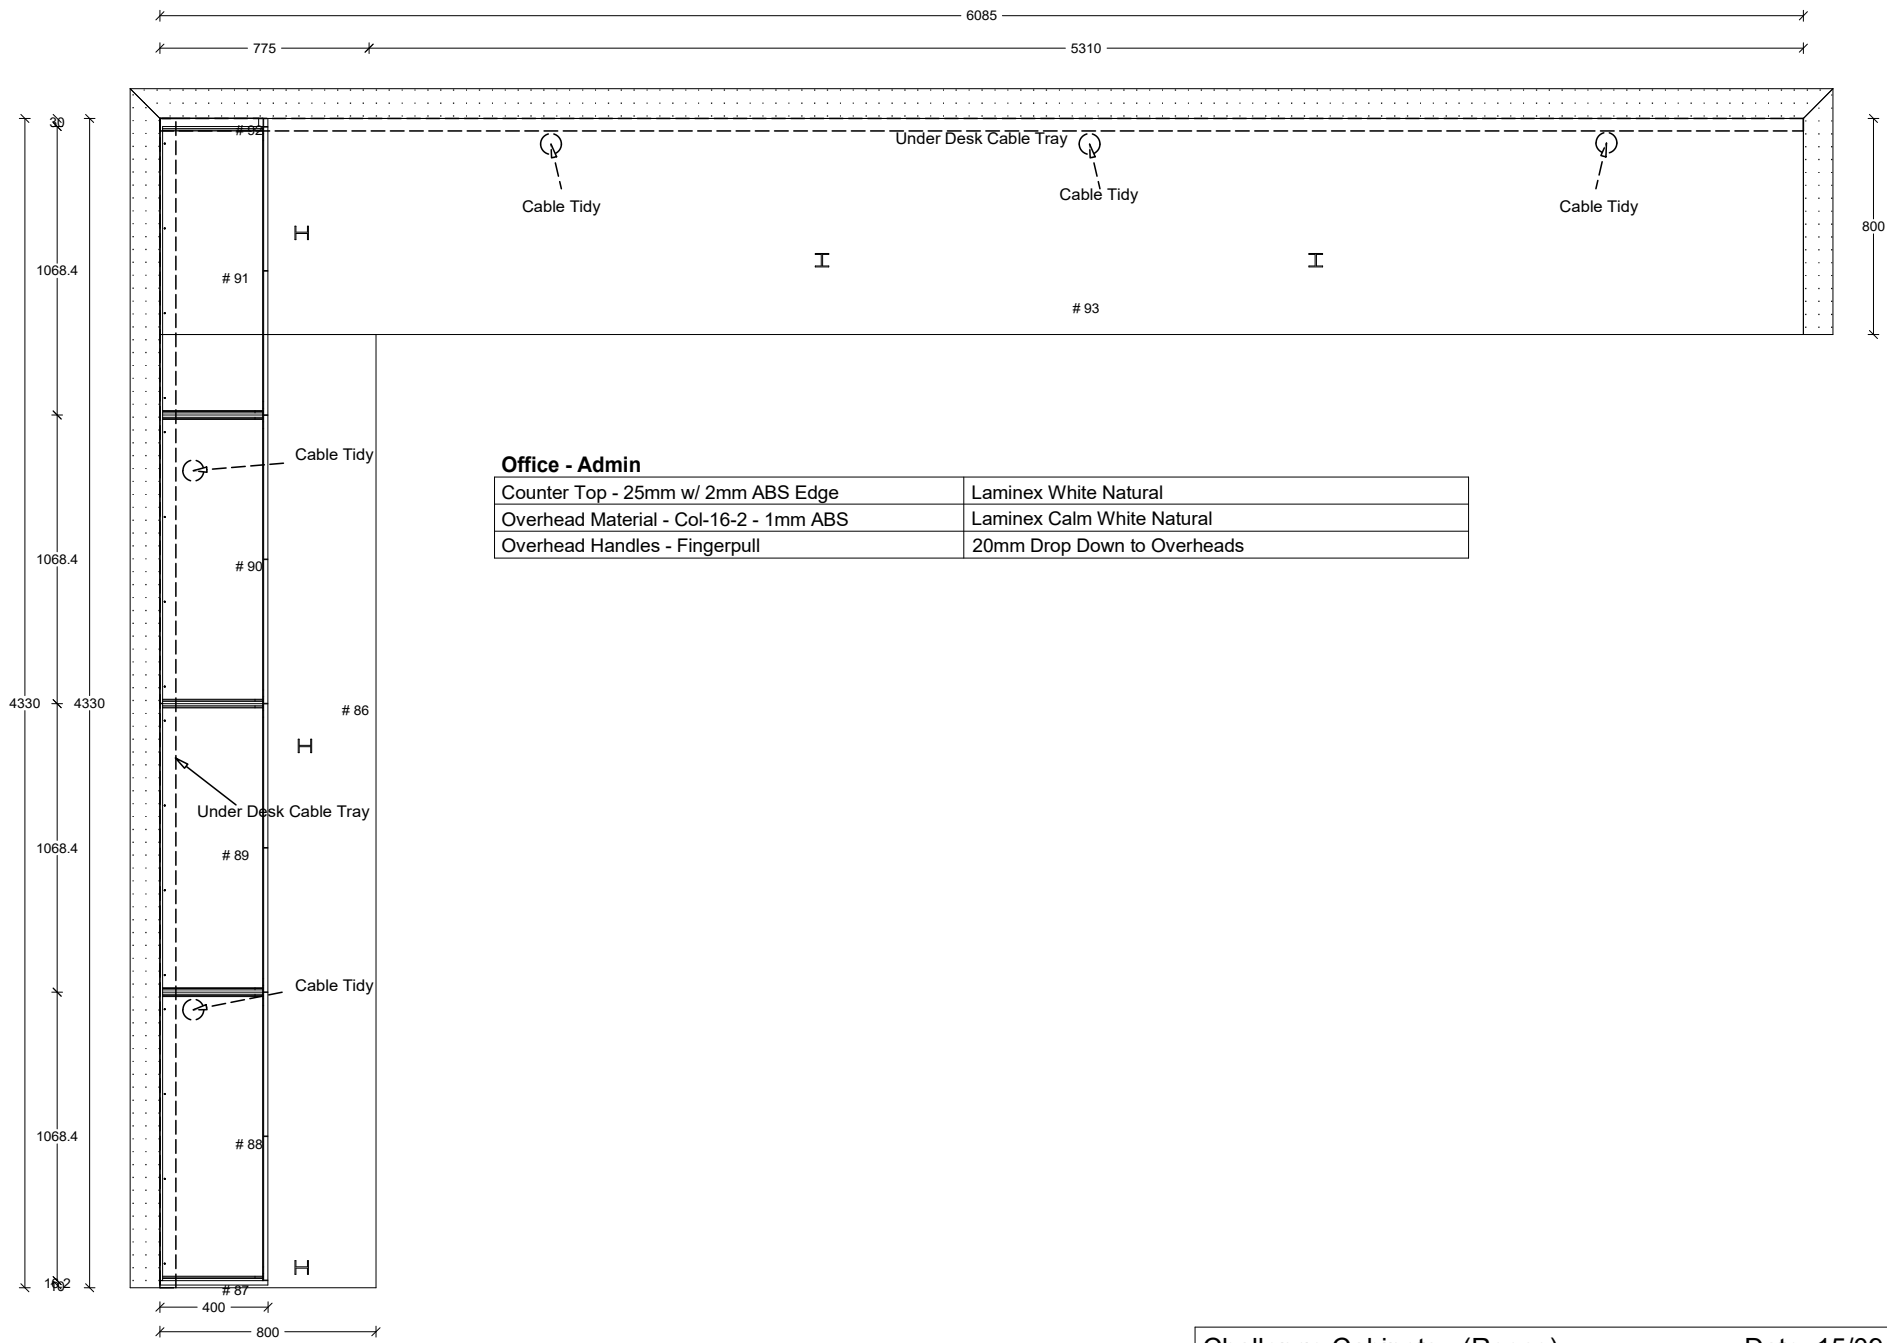 6085
775
5310
30
# 92
Under Desk Cable Tray
Cable Tidy
Cable Tidy
Cable Tidy
800
1068.4
# 91
# 93
Cable Tidy
Office - Admin
Counter Top - 25mm w/ 2mm ABS Edge Laminex White Natural
Overhead Material - Col-16-2 - 1mm ABS Laminex Calm White Natural
Overhead Handles - Fingerpull 20mm Drop Down to Overheads
1068.4
# 90
4330
4330
# 86
Under Desk Cable Tray
1068.4
# 89
Cable Tidy
1068.4
# 88
# 87
400
800